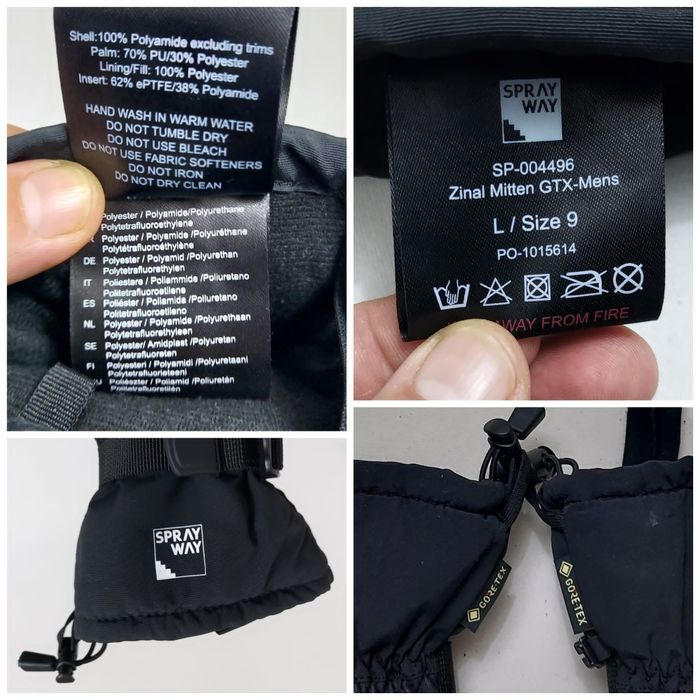 Shell:100% Polyamide excluding trims
Palm: 70% PU/30% Polyester
Lining/Fill: 100% Polyester
Insert: 62% ePTFE/38% Polyamide
HAND WASH IN WARM WATER
DO NOT TUMBLE DRY
DO NOT USE BLEACH
DO NOT USE FABRIC SOFTENERS
DO NOT IRON
DO NOT DRY CLEAN
Polyester / Polyamide/Polyurethane
Polytetrafluoroethylene
Polyester / Polyamide /Polyuréthane
Polytétrafluoroéthylène
DE Polyester / Polyamid /Polyurethan
Polytetrafluorethylen
IT Poliestere / Poliammide /Poliuretano
Politetrafluoroetilene
ES Poliéster / Poliamida /Poliuretano
Politetrafluoroetileno
NL Polyester / Polyamide /Polyurethaan
Polytetrafluorethyleen
SE Polyester/ Amidplast /Polyuretan
Polytetrafluoreten
FI Polyesteri / Polyamidi /Polyuretaani
Polytetrafluorieteeni
Poliészter / Poliamid /Poliuretán
Politetrafluoretilén
SPRAY
WAY
SP-004496
Zinal Mitten GTX-Mens
L / Size 9
PO-1015614
AWAY FROM FIRE
SPRAY
WAY
GORE-TEX
GORE-TEX